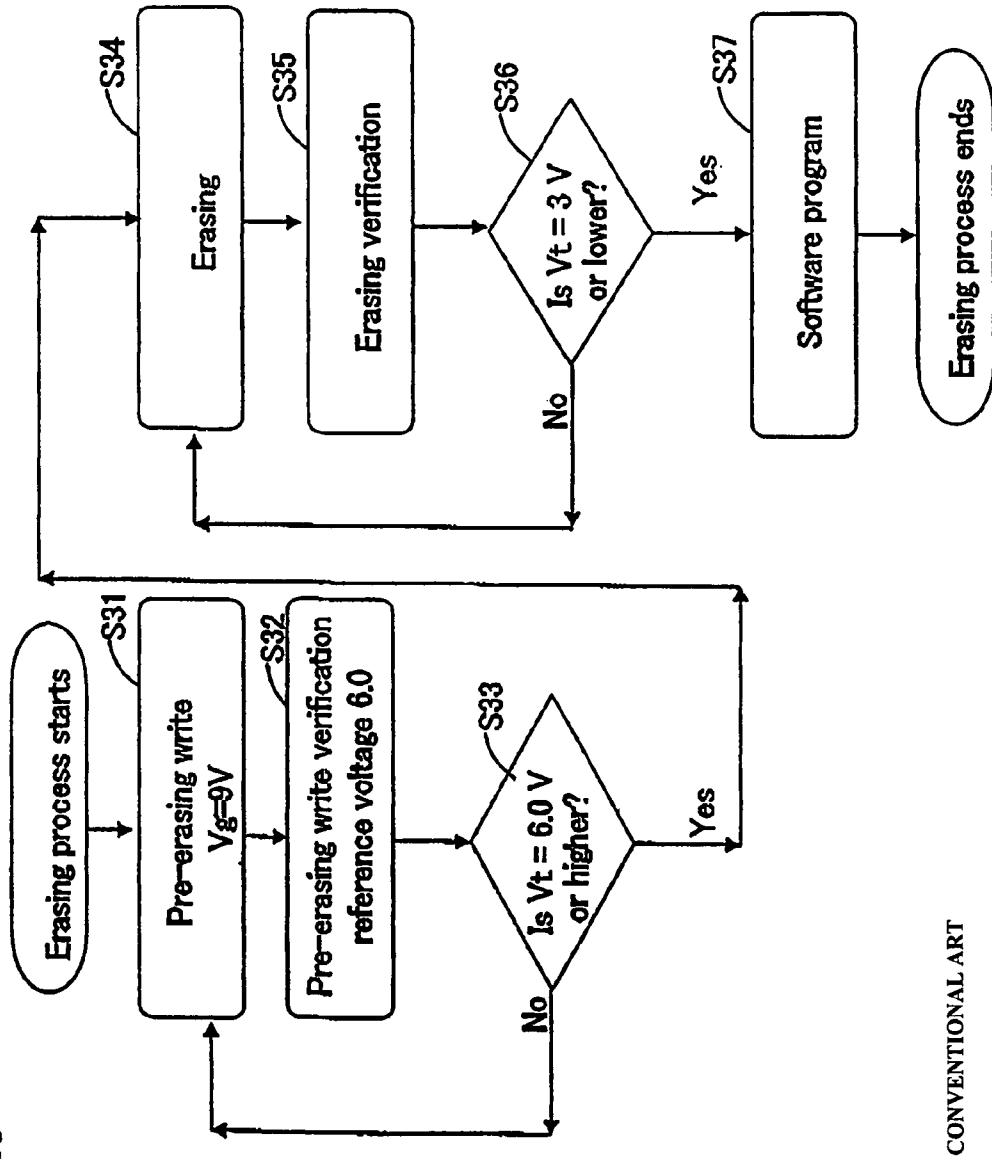 Erasing process starts
S31
Pre-erasing write
Vg=9V
S32
Pre-erasing write verification
reference voltage 6.0
S33
Is Vt = 6.0 V
or higher?
No
Yes
S34
Erasing
S35
Erasing verification
S36
Is Vt = 3 V
or lower?
No
Yes
S37
Software program
Erasing process ends
CONVENTIONAL ART